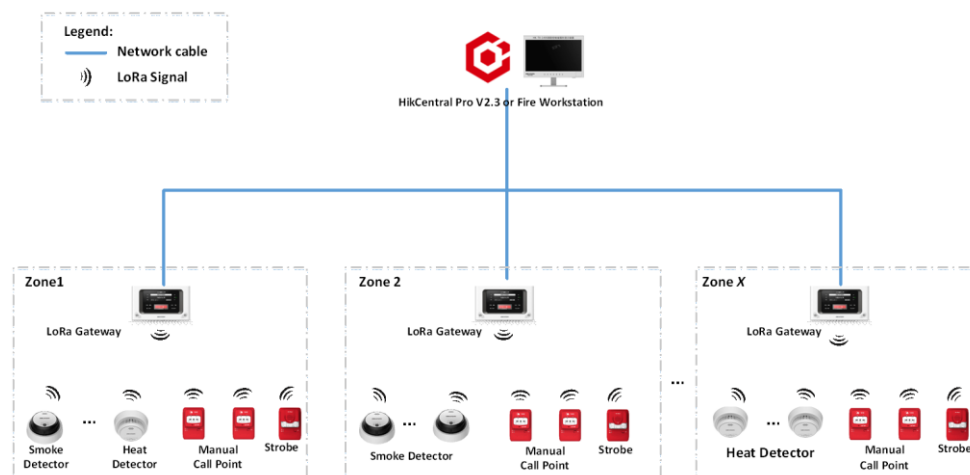 Legend:
Network cable
LoRa Signal
HikCentral Pro V2.3 or Fire Workstation
Zone1
LoRa Gateway
...
Smoke
Detector
Heat
Detector
Manual
Call Point
Strobe
Zone 2
LoRa Gateway
...
Smoke Detector
Manual
Call Point
Strobe
...
Zone X
LoRa Gateway
...
Heat Detector
Manual
Call Point
Strobe